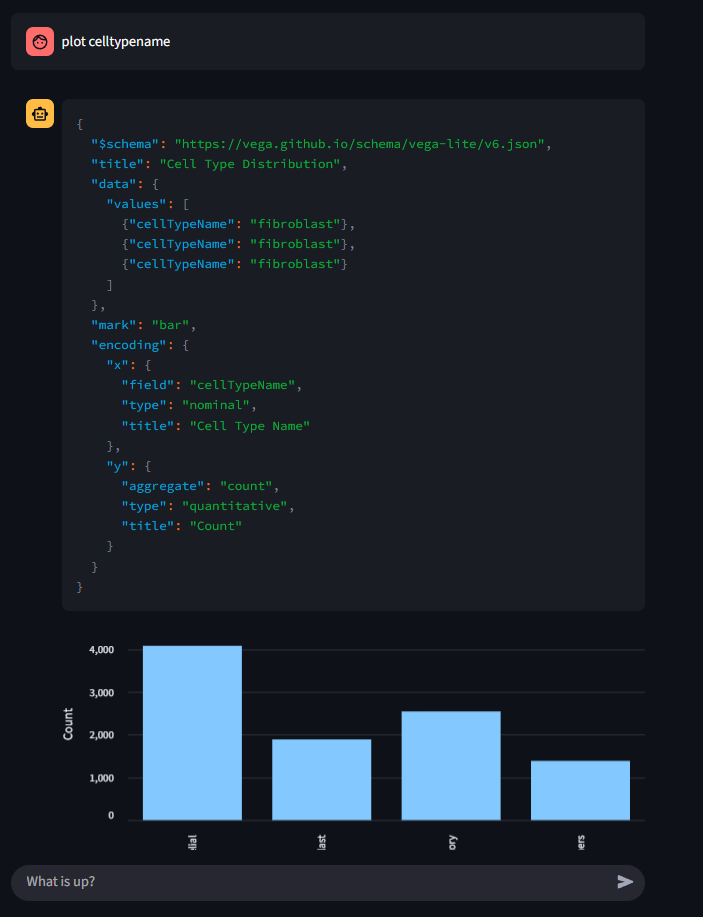 plot celltypename
{
"$schema": "https://vega.github.io/schema/vega-lite/v6.json",
"title": "Cell Type Distribution",
"data": {
"values": [
{"cellTypeName": "fibroblast"},
{"cellTypeName": "fibroblast"},
{"cellTypeName": "fibroblast"}
]
},
"mark": "bar",
"encoding": {
"x": {
"field": "cellTypeName",
"type": "nominal",
"title": "Cell Type Name"
},
"y": {
"aggregate": "count",
"type": "quantitative",
"title": "Count"
}
}
}
4,000
3,000
2,000
1,000
0
Count
last
ory
What is up?